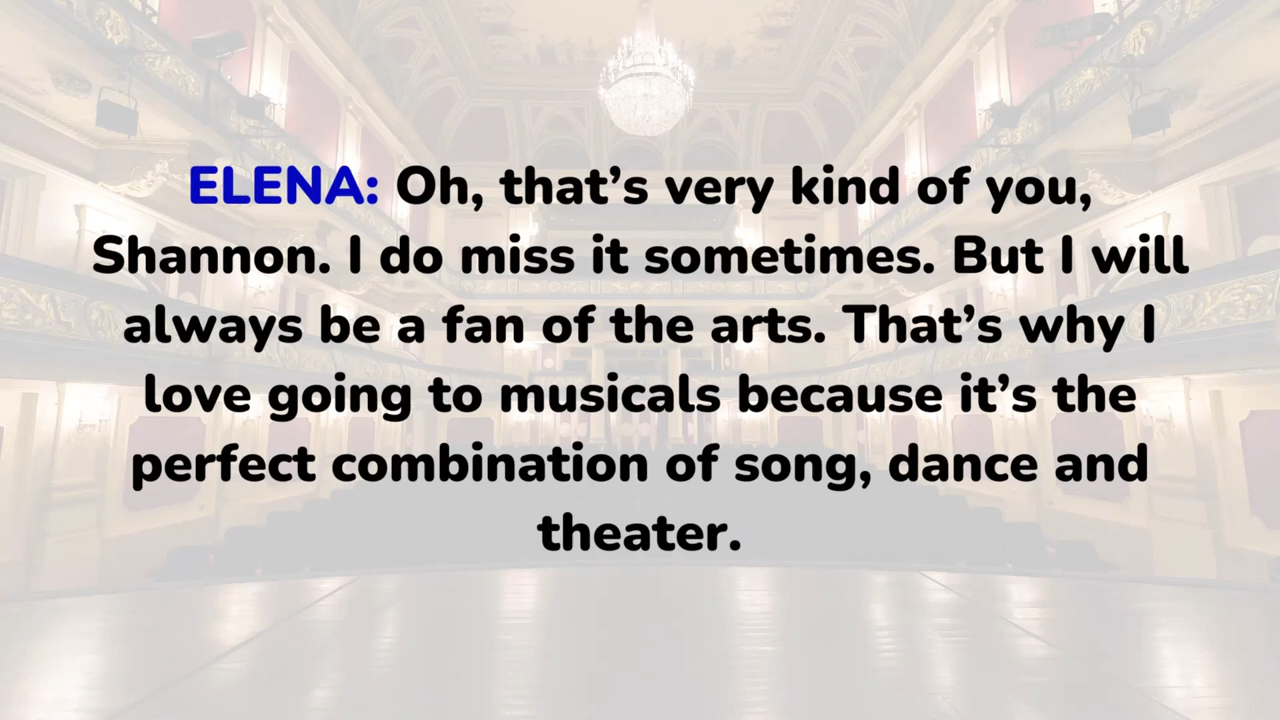 ELENA: Oh, that’s very kind of you,
Shannon. I do miss it sometimes. But I will
always be a fan of the arts. That’s why I
love going to musicals because it’s the
perfect combination of song, dance and
theater.